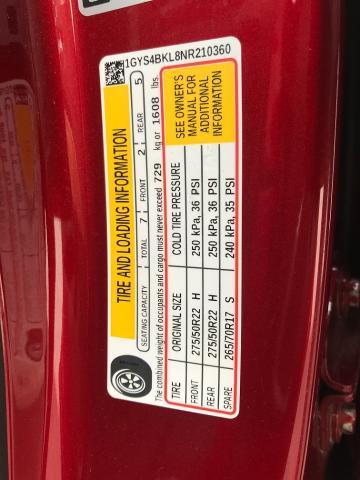 1GYS4BKL8NR210360
TIRE AND LOADING INFORMATION
SEATING CAPACITY TOTAL 7 FRONT 2 REAR 5
The combined weight of occupants and cargo must never exceed 729 kg or 1608 lbs.
TIRE ORIGINAL SIZE COLD TIRE PRESSURE
FRONT 275/50R22 H 250 kPa, 36 PSI
REAR 275/50R22 H 250 kPa, 36 PSI
SPARE 265/70R17 S 240 kPa, 35 PSI
SEE OWNER'S
MANUAL FOR
ADDITIONAL
INFORMATION